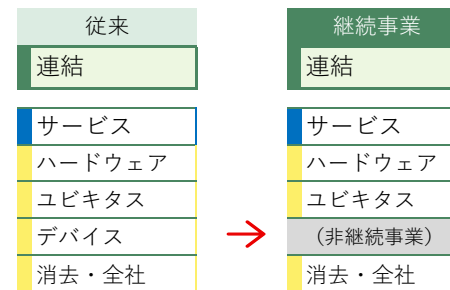 従来
連結
サービス
ハードウェア
ユビキタス
デバイス
消去・全社
継続事業
連結
サービス
ハードウェア
ユビキタス
（非継続事業）
消去・全社